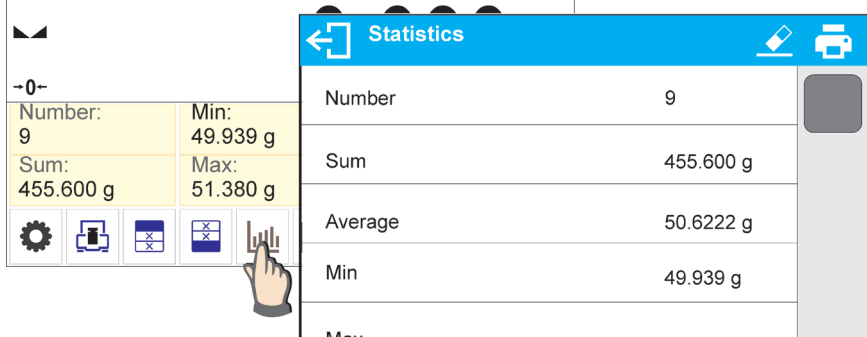 →0←
Number:
9
Min:
49.939 g
Sum:
455.600 g
Max:
51.380 g
Statistics
Number 9
Sum 455.600 g
Average 50.6222 g
Min 49.939 g
Max